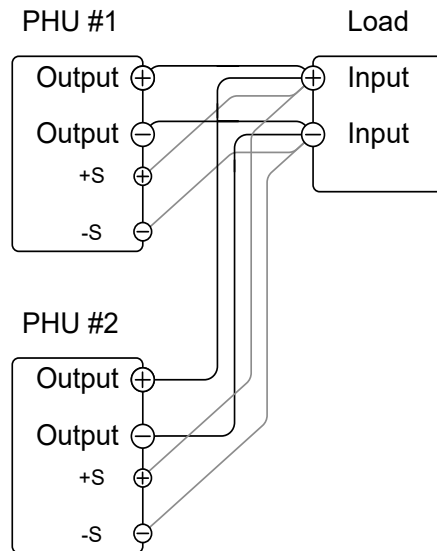 PHU #1
Load
Output
Input
Output
Input
+S
-S
PHU #2
Output
Output
+S
-S